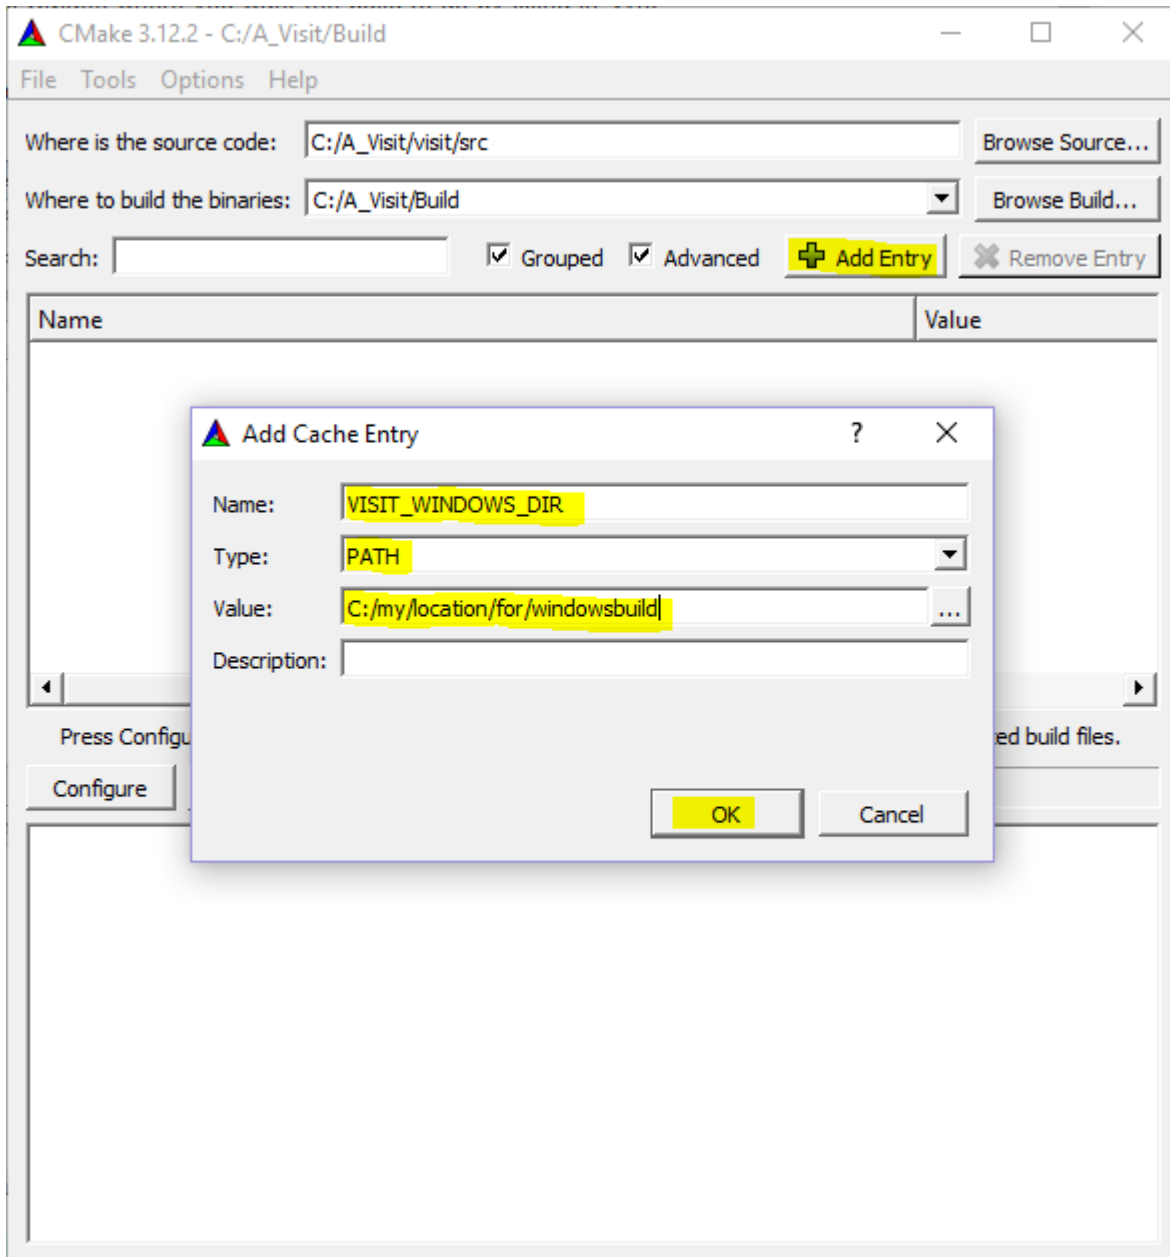 CMake 3.12.2 - C:/A_Visit/Build
File Tools Options Help
Where is the source code: C:/A_Visit/visit/src Browse Source...
Where to build the binaries: C:/A_Visit/Build Browse Build...
Search: Grouped Advanced Add Entry Remove Entry
Name Value
Add Cache Entry ?
Name: VISIT_WINDOWS_DIR
Type: PATH
Value: C:/my/location/for/windowsbuild ...
Description:
Press Configu ed build files.
Configure
OK Cancel